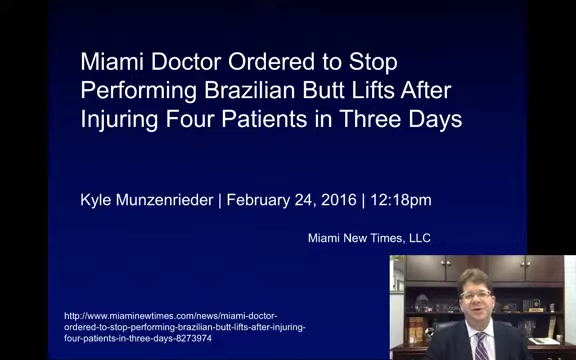 Miami Doctor Ordered to Stop
Performing Brazilian Butt Lifts After
Injuring Four Patients in Three Days
Kyle Munzenrieder | February 24, 2016 | 12:18pm
Miami New Times, LLC
http://www.miaminewtimes.com/news/miami-doctor-
ordered-to-stop-performing-brazilian-butt-lifts-after-injuring-
four-patients-in-three-days-8273974